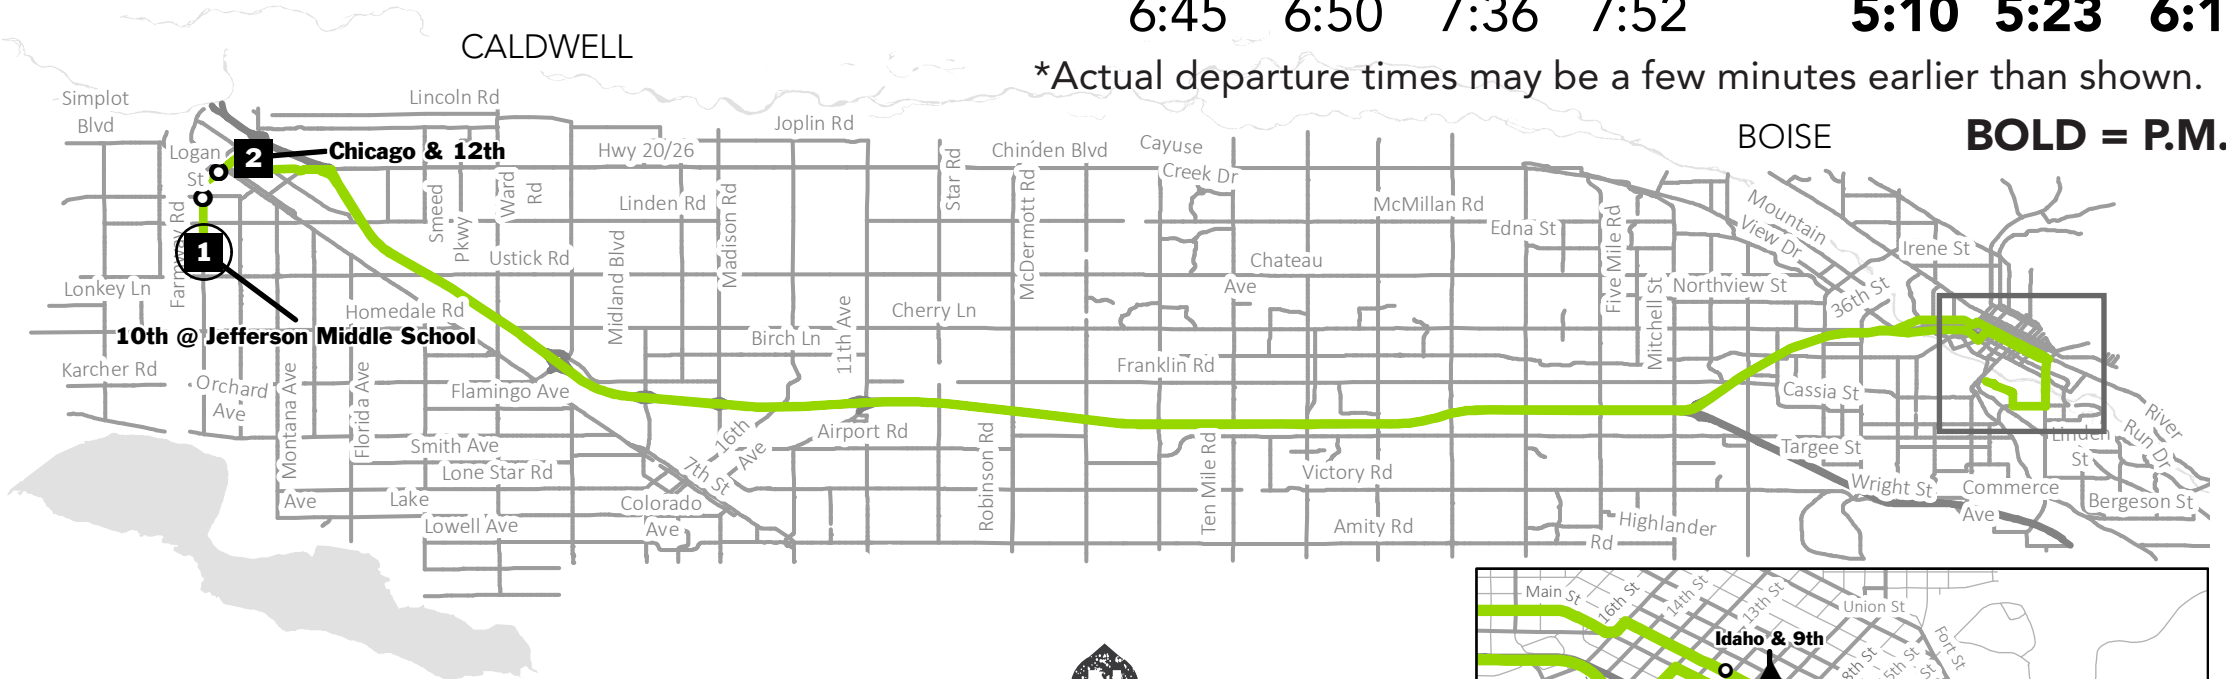 6:45 6:50 7:36 7:52 5:10 5:23 6:1
*Actual departure times may be a few minutes earlier than shown.
BOLD = P.M.
CALDWELL
BOISE
Simplot
Blvd
Lincoln Rd
Joplin Rd
Hwy 20/26
Chinden Blvd
Cayuse
Creek Dr
Logan
St
2
Chicago & 12th
1
10th @ Jefferson Middle School
Farmway Rd
Smeed
Pkwy
Ward
Rd
Linden Rd
Madison Rd
Star Rd
McDermott Rd
McMillan Rd
Edna St
Five Mile Rd
Mountain
View Dr
Irene St
Lonkey Ln
Homedale Rd
Ustick Rd
Midland Blvd
11th Ave
Cherry Ln
Chateau
Ave
Mitchell St
Northview St
36th St
Birch Ln
Karcher Rd
Orchard
Ave
Montana Ave
Florida Ave
Flamingo Ave
Franklin Rd
Cassia St
Smith Ave
16th
Ave
Airport Rd
Lone Star Rd
7th St
Robinson Rd
Ten Mile Rd
Victory Rd
Targee St
Linden
St
River
Run Dr
Ave
Lake
Colorado
Ave
Lowell Ave
Amity Rd
Highlander
Rd
Wright St
Commerce
Ave
Bergeson St
Main St
16th St
14th St
13th St
Union St
Fort St
Idaho & 9th
8th St
5th St
St